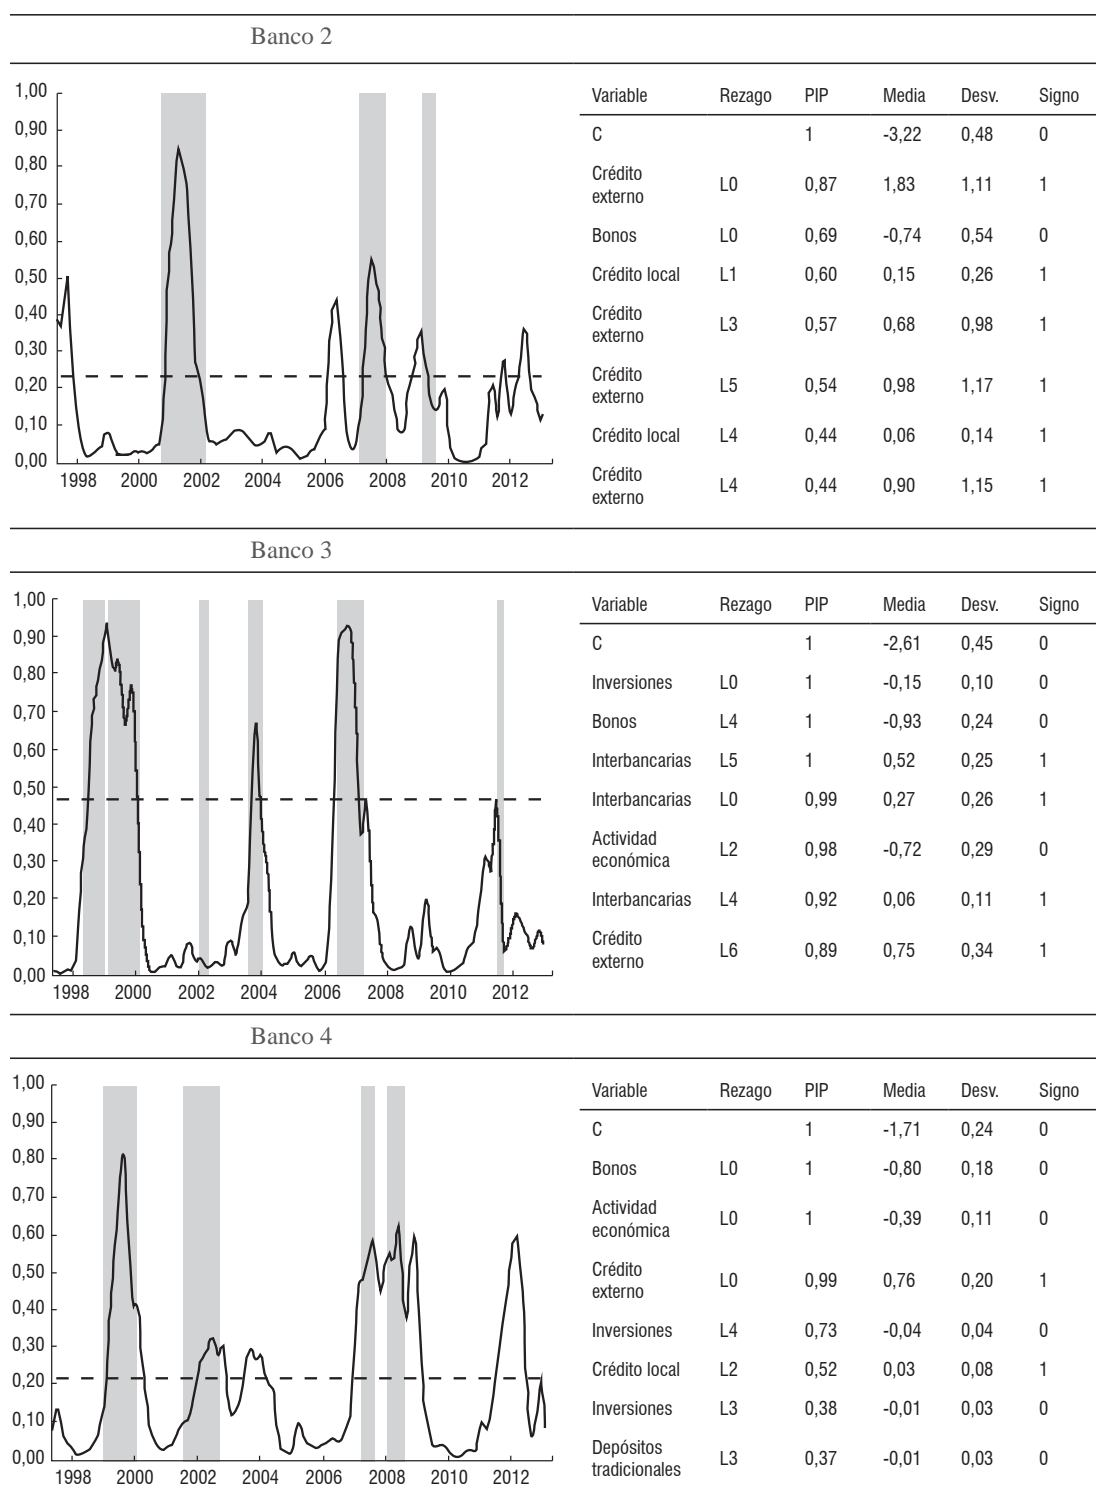 Banco 2
1,00
0,90
0,80
0,70
0,60
0,50
0,40
0,30
0,20
0,10
0,00
1998 2000 2002 2004 2006 2008 2010 2012
Variable Rezago PIP Media Desv. Signo
C 1 -3,22 0,48 0
Crédito
externo L0 0,87 1,83 1,11 1
Bonos L0 0,69 -0,74 0,54 0
Crédito local L1 0,60 0,15 0,26 1
Crédito
externo L3 0,57 0,68 0,98 1
Crédito
externo L5 0,54 0,98 1,17 1
Crédito local L4 0,44 0,06 0,14 1
Crédito
externo L4 0,44 0,90 1,15 1
Banco 3
1,00
0,90
0,80
0,70
0,60
0,50
0,40
0,30
0,20
0,10
0,00
1998 2000 2002 2004 2006 2008 2010 2012
Variable Rezago PIP Media Desv. Signo
C 1 -2,61 0,45 0
Inversiones L0 1 -0,15 0,10 0
Bonos L4 1 -0,93 0,24 0
Interbancarias L5 1 0,52 0,25 1
Interbancarias L0 0,99 0,27 0,26 1
Actividad
económica L2 0,98 -0,72 0,29 0
Interbancarias L4 0,92 0,06 0,11 1
Crédito
externo L6 0,89 0,75 0,34 1
Banco 4
1,00
0,90
0,80
0,70
0,60
0,50
0,40
0,30
0,20
0,10
0,00
1998 2000 2002 2004 2006 2008 2010 2012
Variable Rezago PIP Media Desv. Signo
C 1 -1,71 0,24 0
Bonos L0 1 -0,80 0,18 0
Actividad
económica L0 1 -0,39 0,11 0
Crédito
externo L0 0,99 0,76 0,20 1
Inversiones L4 0,73 -0,04 0,04 0
Crédito local L2 0,52 0,03 0,08 1
Inversiones L3 0,38 -0,01 0,03 0
Depósitos
tradicionales L3 0,37 -0,01 0,03 0